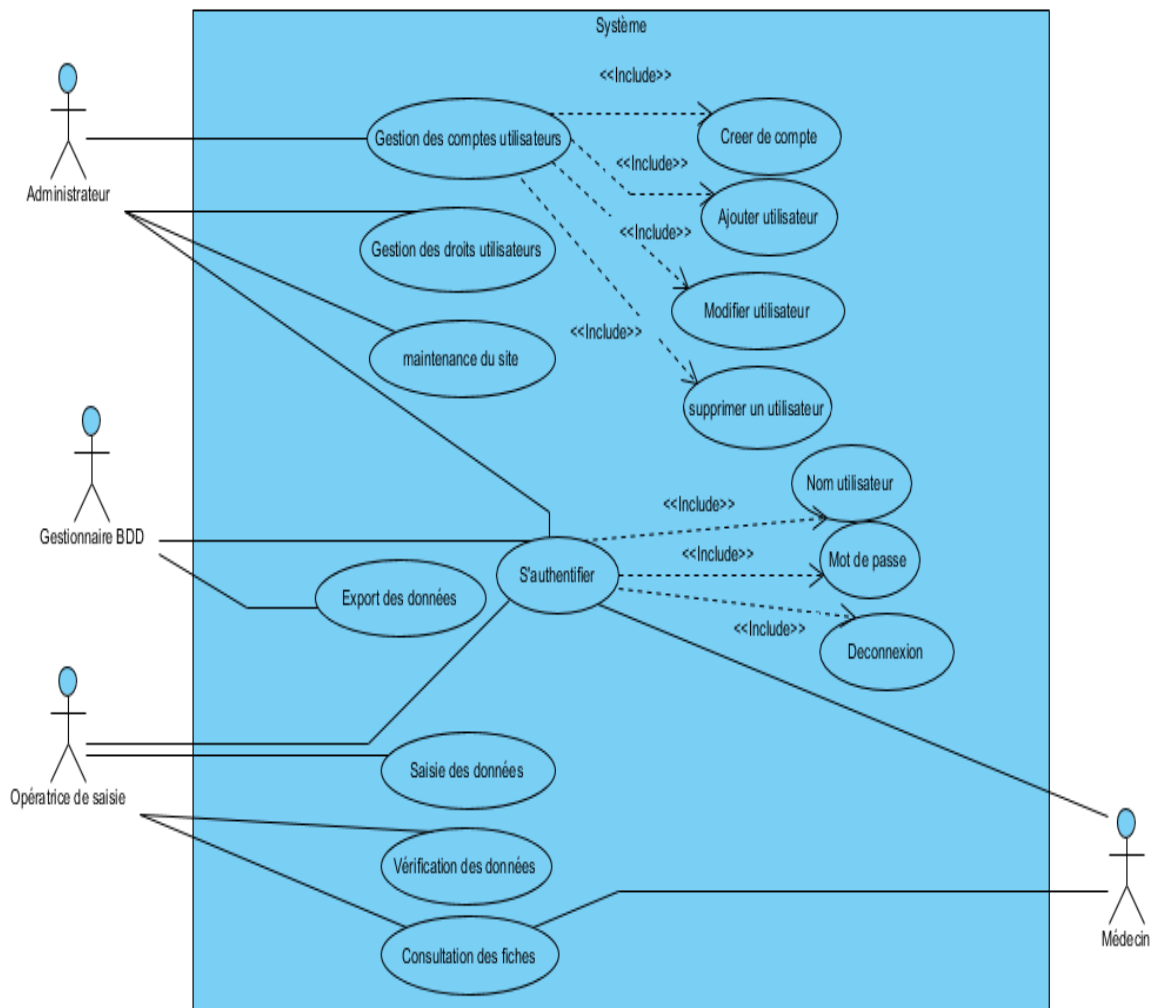 Système
<<Include>>
Gestion des comptes utilisateurs
Creer de compte
<<Include>>
Administrateur
Ajouter utilisateur
<<Include>>
Gestion des droits utilisateurs
Modifier utilisateur
<<Include>>
maintenance du site
supprimer un utilisateur
Nom utilisateur
<<Include>>
Gestionnaire BDD
<<Include>>
Mot de passe
S'authentifier
Export des données
<<Include>>
Deconnexion
Saisie des données
Opératrice de saisie
Vérification des données
Médecin
Consultation des fiches